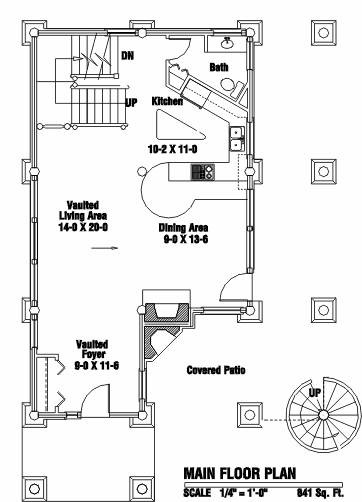 DN
Bath
UP
Kitchen
10-2 X 11-0
Vaulted
Living Area
14-0 X 20-0
Dining Area
9-0 X 13-6
Vaulted
Foyer
9-0 X 11-6
Covered Patio
UP
MAIN FLOOR PLAN
SCALE 1/4" = 1'-0" 841 Sq. Ft.